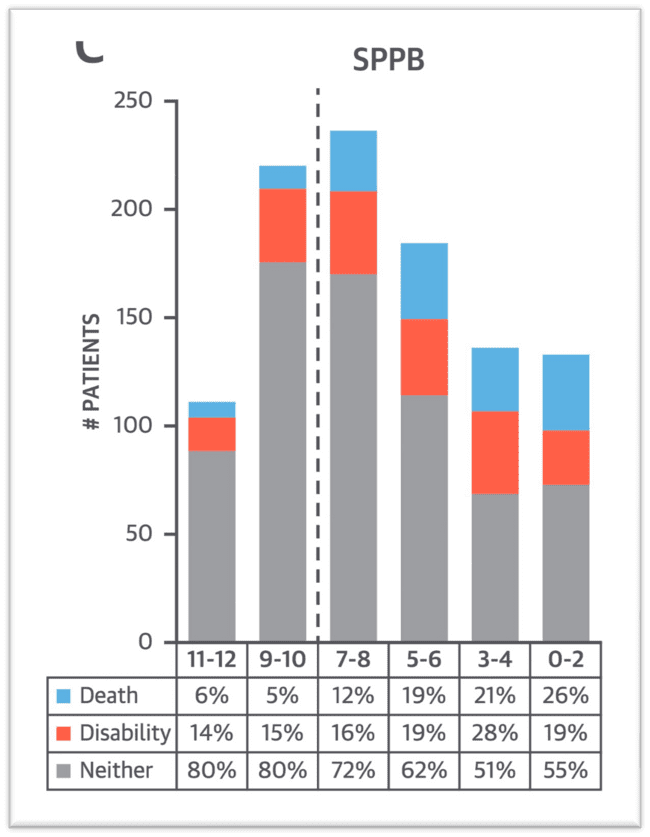 SPPB
250
200
150
100
50
0
# PATIENTS
11-12 9-10 7-8 5-6 3-4 0-2
Death 6% 5% 12% 19% 21% 26%
Disability 14% 15% 16% 19% 28% 19%
Neither 80% 80% 72% 62% 51% 55%